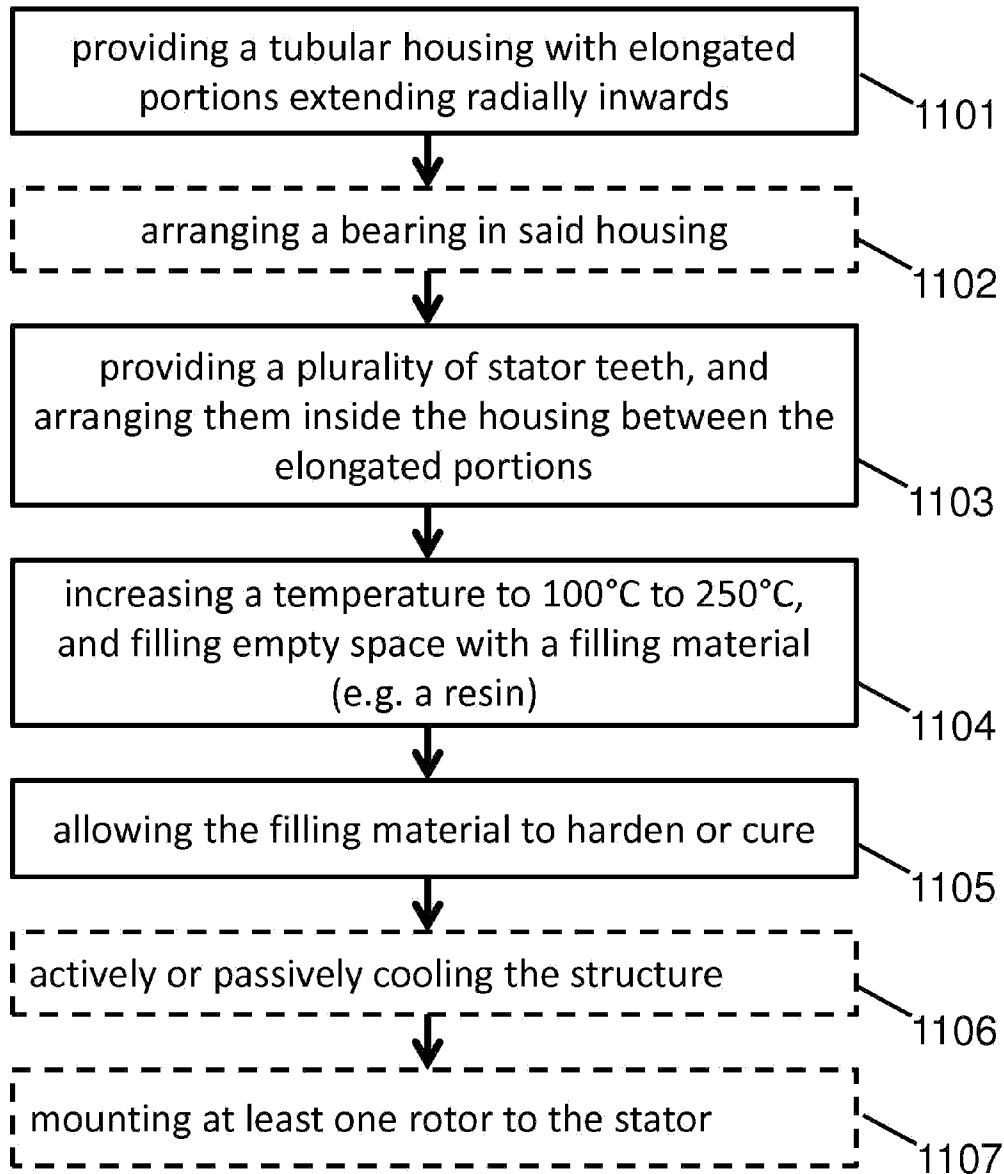 providing a tubular housing with elongated
portions extending radially inwards
1101
arranging a bearing in said housing
1102
providing a plurality of stator teeth, and
arranging them inside the housing between the
elongated portions
1103
increasing a temperature to 100°C to 250°C,
and filling empty space with a filling material
(e.g. a resin)
1104
allowing the filling material to harden or cure
1105
actively or passively cooling the structure
1106
mounting at least one rotor to the stator
1107